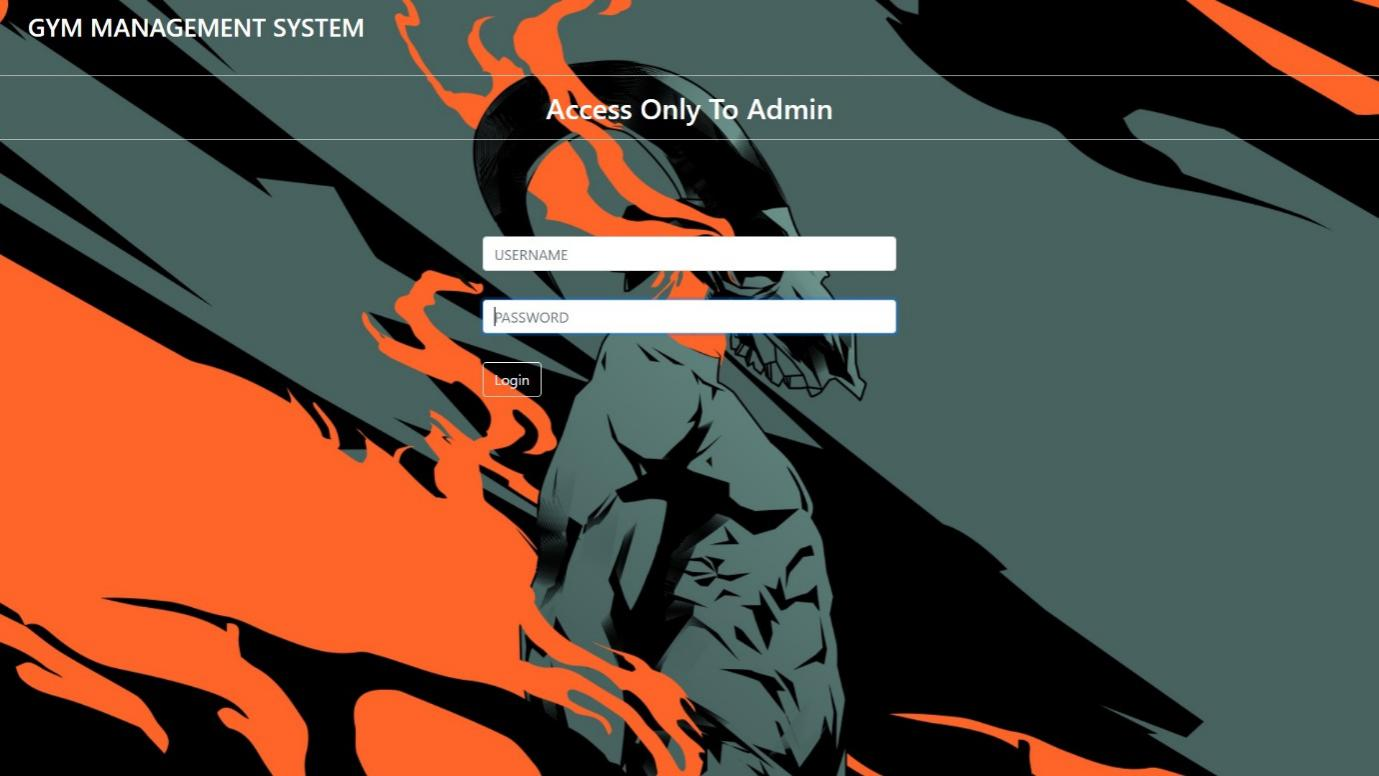 GYM MANAGEMENT SYSTEM
Access Only To Admin
USERNAME
PASSWORD
Login